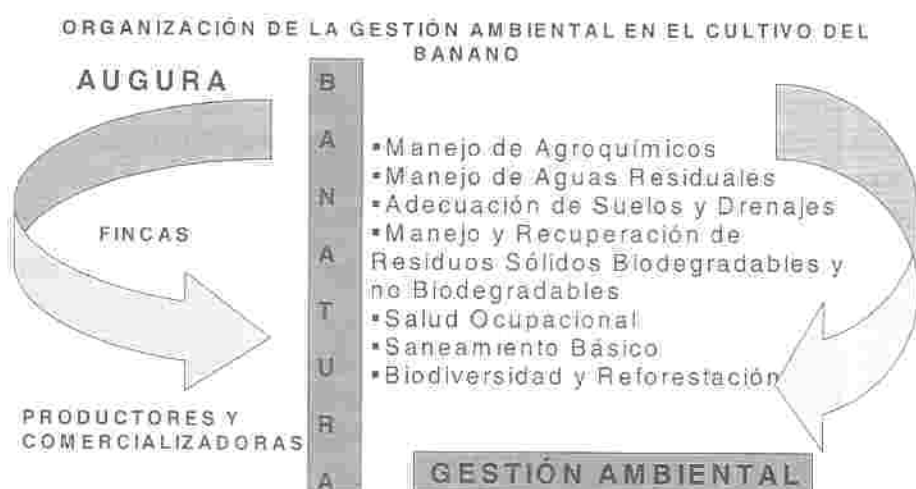 ORGANIZACIÓN DE LA GESTIÓN AMBIENTAL EN EL CULTIVO DEL
BANANO
AUGURA
FINCAS
PRODUCTORES Y
COMERCIALIZADORAS
B
A
N
A
T
U
R
A
▪Manejo de Agroquímicos
▪Manejo de Aguas Residuales
▪Adecuación de Suelos y Drenajes
▪Manejo y Recuperación de
Residuos Sólidos Biodegradables y
no Biodegradables
▪Salud Ocupacional
▪Saneamiento Básico
▪Biodiversidad y Reforestación
GESTIÓN AMBIENTAL